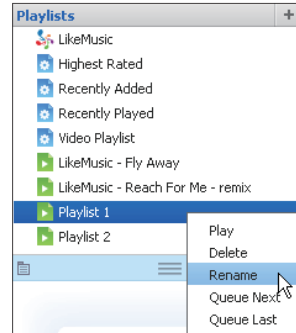 Playlists +
LikeMusic
Highest Rated
Recently Added
Recently Played
Video Playlist
LikeMusic - Fly Away
LikeMusic - Reach For Me - remix
Playlist 1
Playlist 2
Play
Delete
Rename
Queue Next
Queue Last